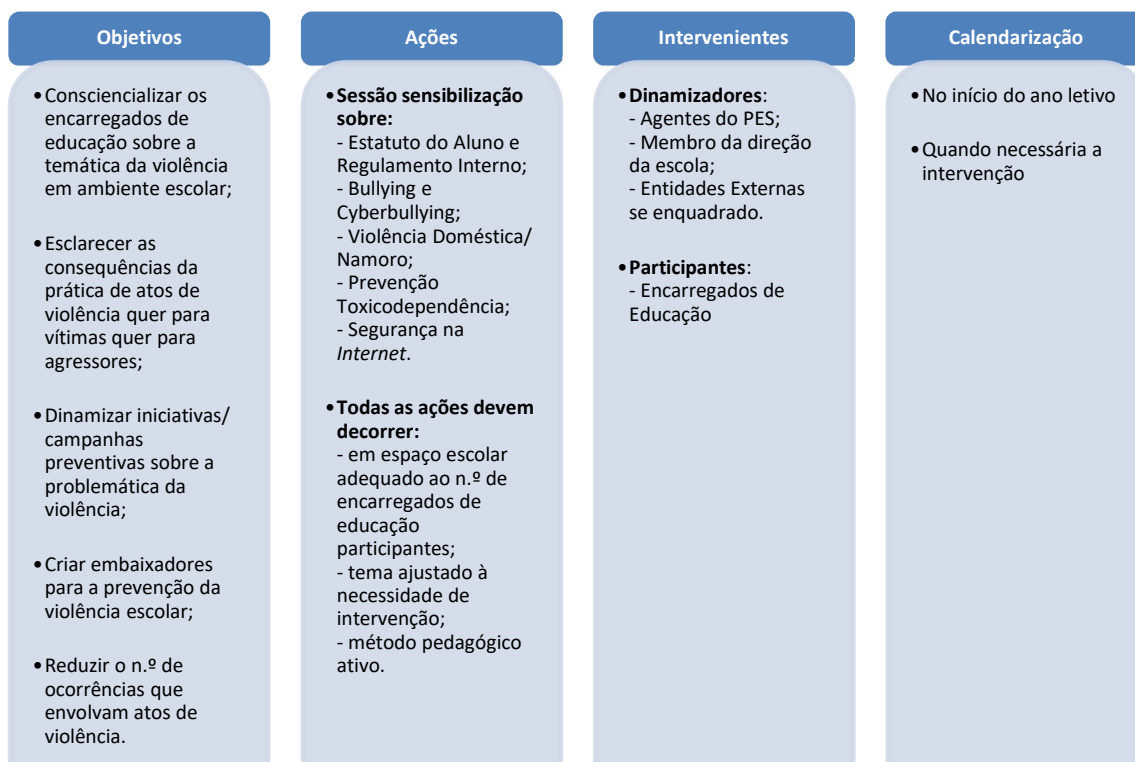 Objetivos
• Consciencializar os
encarregados de
educação sobre a
temática da violência
em ambiente escolar;
• Esclarecer as
consequências da
prática de atos de
violência quer para
vítimas quer para
agressores;
• Dinamizar iniciativas/
campanhas
preventivas sobre a
problemática da
violência;
• Criar embaixadores
para a prevenção da
violência escolar;
• Reduzir o n.º de
ocorrências que
envolvam atos de
violência.
Ações
• Sessão sensibilização
sobre:
- Estatuto do Aluno e
Regulamento Interno;
- Bullying e
Cyberbullying;
- Violência Doméstica/
Namoro;
- Prevenção
Toxicodependência;
- Segurança na
Internet.
• Todas as ações devem
decorrer:
- em espaço escolar
adequado ao n.º de
encarregados de
educação
participantes;
- tema ajustado à
necessidade de
intervenção;
- método pedagógico
ativo.
Intervenientes
• Dinamizadores:
- Agentes do PES;
- Membro da direção
da escola;
- Entidades Externas
se enquadrado.
• Participantes:
- Encarregados de
Educação
Calendarização
• No início do ano letivo
• Quando necessária a
intervenção